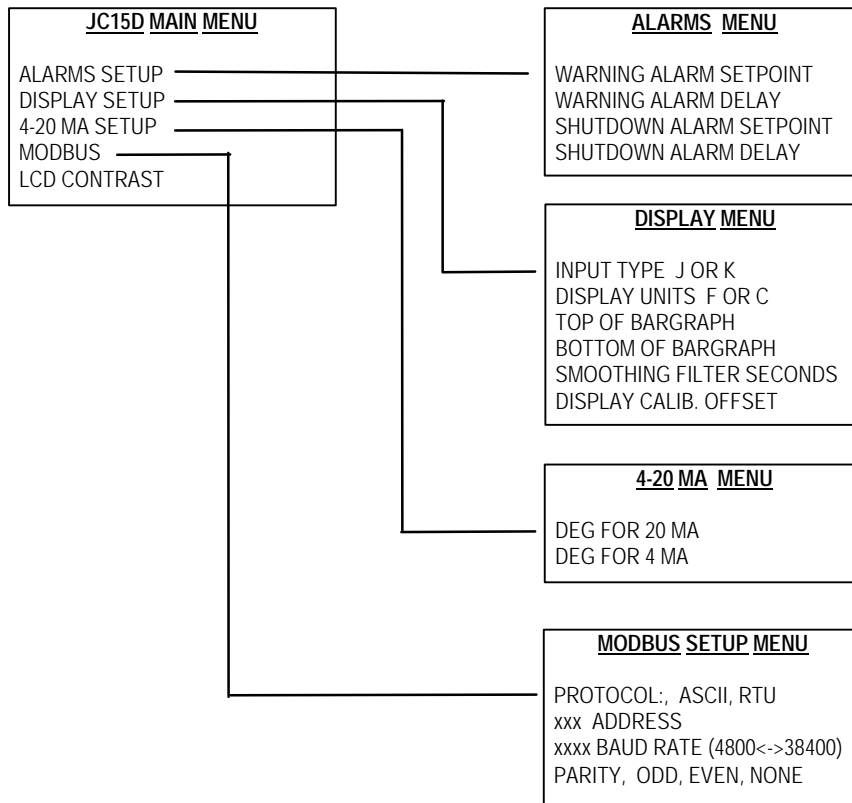 JC15D MAIN MENU
ALARMS SETUP
DISPLAY SETUP
4-20 MA SETUP
MODBUS
LCD CONTRAST
ALARMS MENU
WARNING ALARM SETPOINT
WARNING ALARM DELAY
SHUTDOWN ALARM SETPOINT
SHUTDOWN ALARM DELAY
DISPLAY MENU
INPUT TYPE J OR K
DISPLAY UNITS F OR C
TOP OF BARGRAPH
BOTTOM OF BARGRAPH
SMOOTHING FILTER SECONDS
DISPLAY CALIB. OFFSET
4-20 MA MENU
DEG FOR 20 MA
DEG FOR 4 MA
MODBUS SETUP MENU
PROTOCOL:, ASCII, RTU
xxx ADDRESS
xxxx BAUD RATE (4800<->38400)
PARITY, ODD, EVEN, NONE